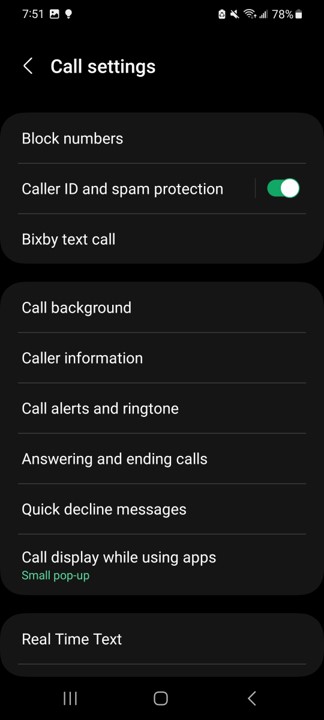 7:51 78%
Call settings
Block numbers
Caller ID and spam protection
Bixby text call
Call background
Caller information
Call alerts and ringtone
Answering and ending calls
Quick decline messages
Call display while using apps
Small pop-up
Real Time Text